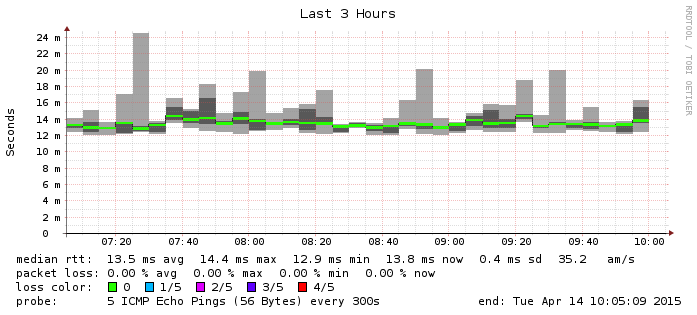 Last 3 Hours
RRDTOOL / TOBI OETIKER
Seconds
24 m
22 m
20 m
18 m
16 m
14 m
12 m
10 m
8 m
6 m
4 m
2 m
0
07:20 07:40 08:00 08:20 08:40 09:00 09:20 09:40 10:00
median rtt: 13.5 ms avg 14.4 ms max 12.9 ms min 13.8 ms now 0.4 ms sd 35.2 am/s
packet loss: 0.00 % avg 0.00 % max 0.00 % min 0.00 % now
loss color: 0 1/5 2/5 3/5 4/5
probe: 5 ICMP Echo Pings (56 Bytes) every 300s end: Tue Apr 14 10:05:09 2015